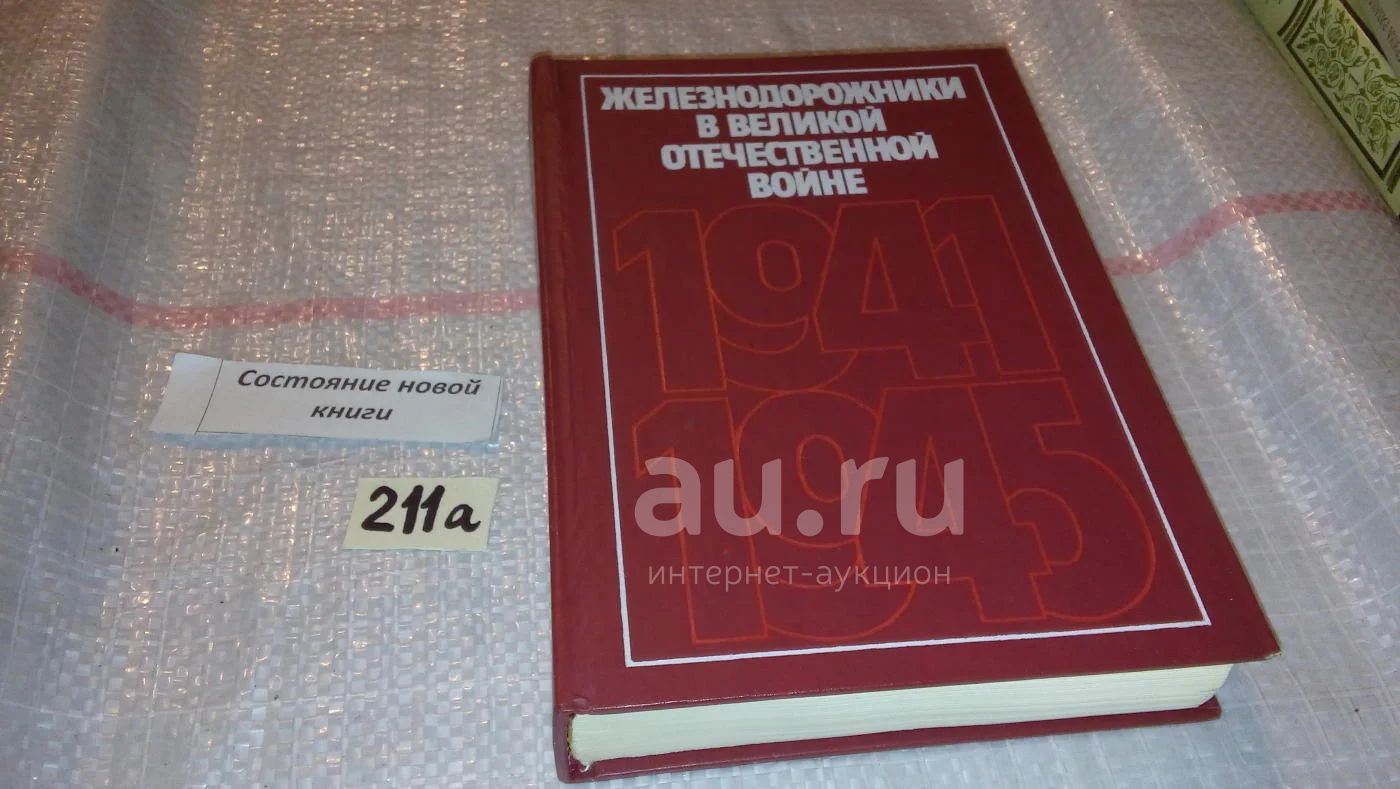 ЖЕЛЕЗНОДОРОЖНИКИ
В ВЕЛИКОЙ
ОТЕЧЕСТВЕННОЙ
ВОЙНЕ
1941
1945
Состояние новой
книги
211а
au.ru
интернет-аукцион